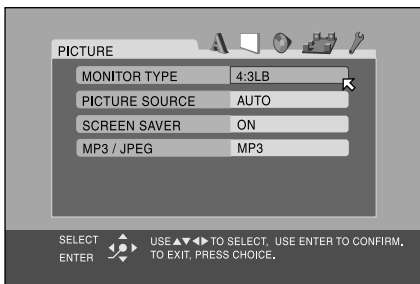 PICTURE
MONITOR TYPE 4:3LB
PICTURE SOURCE AUTO
SCREEN SAVER ON
MP3 / JPEG MP3
SELECT USE▲▼◀▶TO SELECT, USE ENTER TO CONFIRM.
ENTER TO EXIT, PRESS CHOICE.